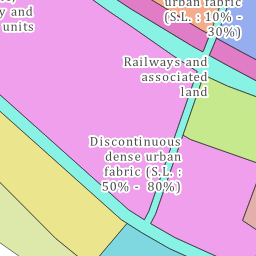 y and
units
urban fabric
(S.L. : 10% -
30%)
Railways and
associated
land
Discontinuous
dense urban
fabric (S.L. :
50% -  80%)